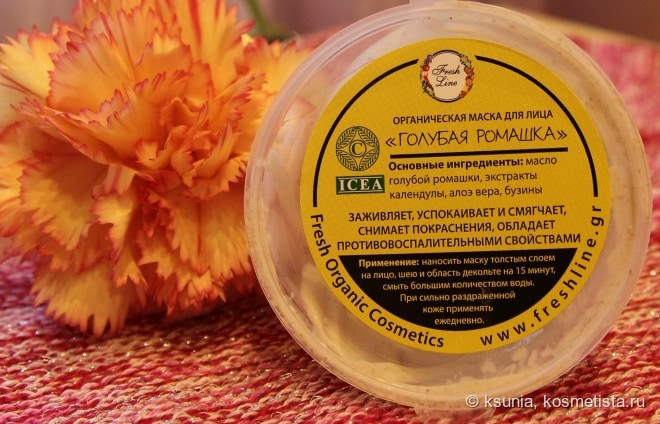 Fresh
Line
ОРГАНИЧЕСКАЯ МАСКА ДЛЯ ЛИЦА
«ГОЛУБАЯ РОМАШКА»
Основные ингредиенты: масло
голубой ромашки, экстракты
календулы, алоэ вера, бузины
ICEA
ЗАЖИВЛЯЕТ, УСПОКАИВАЕТ И СМЯГЧАЕТ,
СНИМАЕТ ПОКРАСНЕНИЯ, ОБЛАДАЕТ
ПРОТИВОВОСПАЛИТЕЛЬНЫМИ СВОЙСТВАМИ
Применение: наносить маску толстым слоем
на лицо, шею и область декольте на 15 минут,
смыть большим количеством воды.
При сильно раздраженной
коже применять
ежедневно.
Fresh Organic Cosmetics
www.freshline.gr
© ksunia, kosmetista.ru